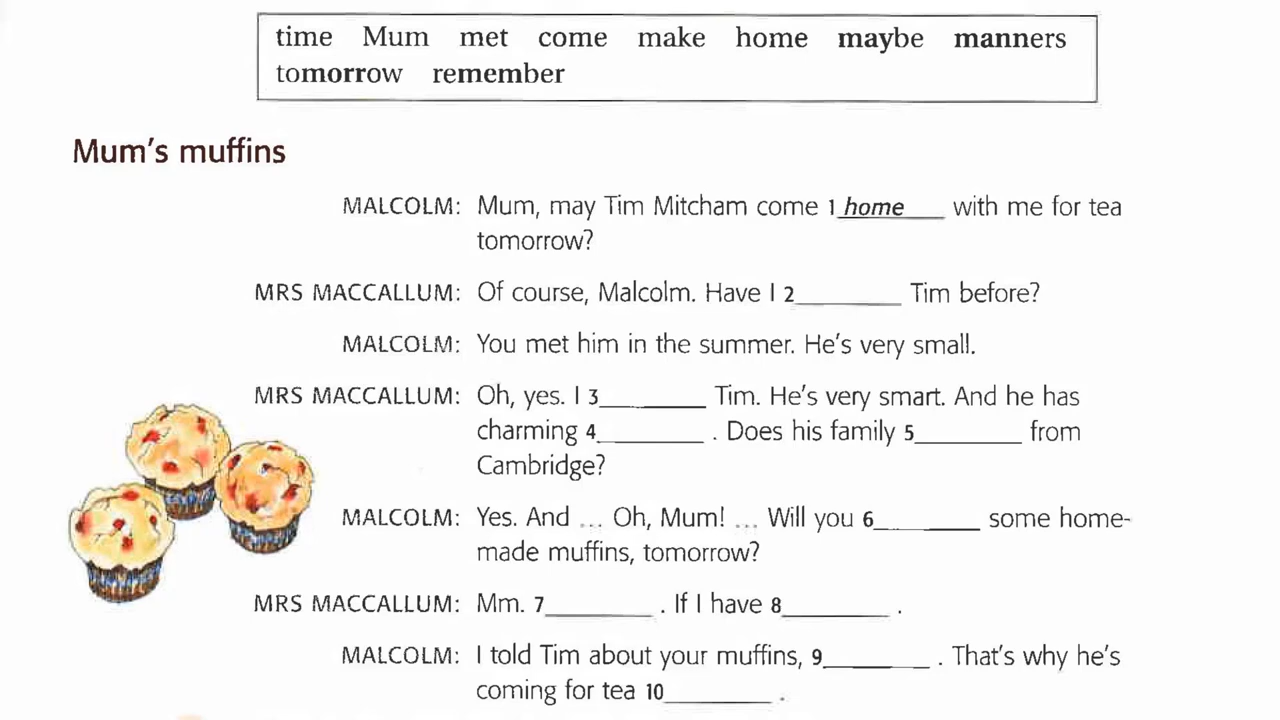 time Mum met come make home maybe manners
tomorrow remember
Mum's muffins
MALCOLM: Mum, may Tim Mitcham come 1 home with me for tea
tomorrow?
MRS MACCALLUM: Of course, Malcolm. Have I 2________ Tim before?
MALCOLM: You met him in the summer. He's very small.
MRS MACCALLUM: Oh, yes. I 3________ Tim. He's very smart. And he has
charming 4________ . Does his family 5________ from
Cambridge?
MALCOLM: Yes. And ... Oh, Mum! ... Will you 6________ some home-
made muffins, tomorrow?
MRS MACCALLUM: Mm. 7________ . If I have 8________ .
MALCOLM: I told Tim about your muffins, 9________ . That's why he's
coming for tea 10________ .